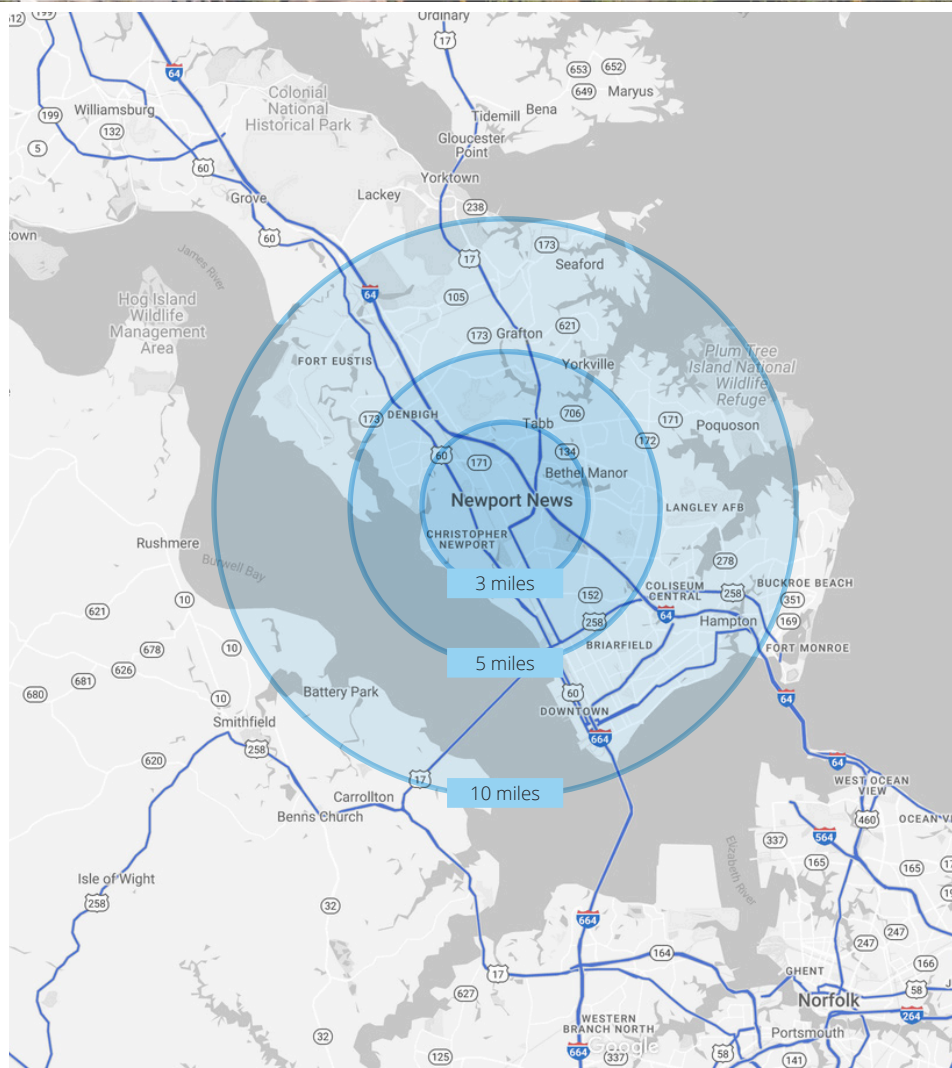 Ordinary
17
199
612
64
653
652
649
Maryus
Colonial
National
Historical Park
Williamsburg
199
132
5
Tidemill
Bena
Gloucester
Point
60
Yorktown
Grove
Lackey
238
60
town
James River
173
17
Seaford
64
105
Hog Island
Wildlife
Management
Area
173
Grafton
621
FORT EUSTIS
Yorkville
Plum Tree
Island National
Wildlife
Refuge
173
DENBIGH
706
171
Poquoson
Tabb
172
60
171
134
Bethel Manor
Newport News
LANGLEY AFB
CHRISTOPHER
NEWPORT
Rushmere
Burwell Bay
278
3 miles
COLISEUM
CENTRAL
BUCKROE BEACH
152
258
351
621
10
64
258
Hampton
169
678
10
BRIARFIELD
FORT MONROE
626
5 miles
681
680
10
Battery Park
60
64
DOWNTOWN
Smithfield
258
664
620
64
17
10 miles
WEST OCEAN
VIEW
Carrollton
Benns Church
460
OCEAN V
564
337
Elizabeth River
165
165
Isle of Wight
258
32
664
247
247
164
166
17
GHENT
627
58
Norfolk
264
WESTERN
BRANCH NORTH
Portsmouth
32
Google
125
664
337
58
141